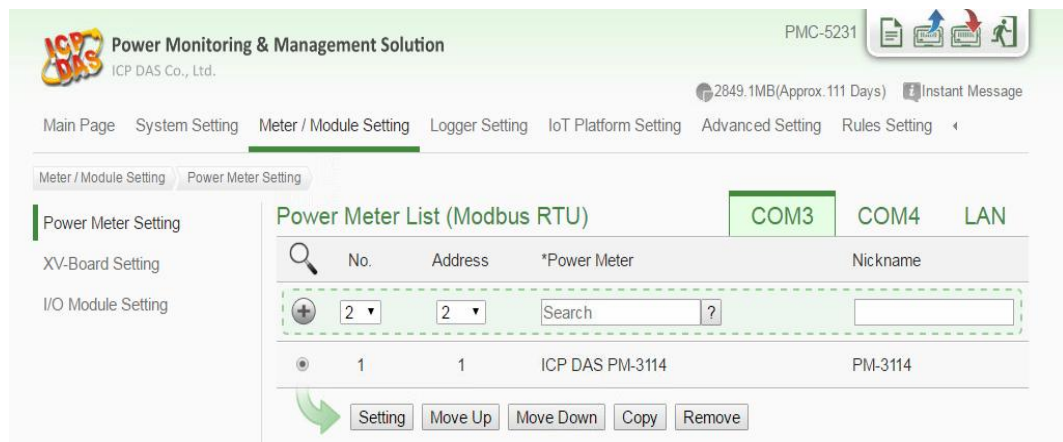 ICP DAS
Power Monitoring & Management Solution
ICP DAS Co., Ltd.
PMC-5231
2849.1MB(Approx.111 Days) Instant Message
Main Page System Setting Meter / Module Setting Logger Setting IoT Platform Setting Advanced Setting Rules Setting
Meter / Module Setting Power Meter Setting
Power Meter Setting
XV-Board Setting
I/O Module Setting
Power Meter List (Modbus RTU) COM3 COM4 LAN
No. Address *Power Meter Nickname
2 2 Search ?
1 1 ICP DAS PM-3114 PM-3114
Setting Move Up Move Down Copy Remove